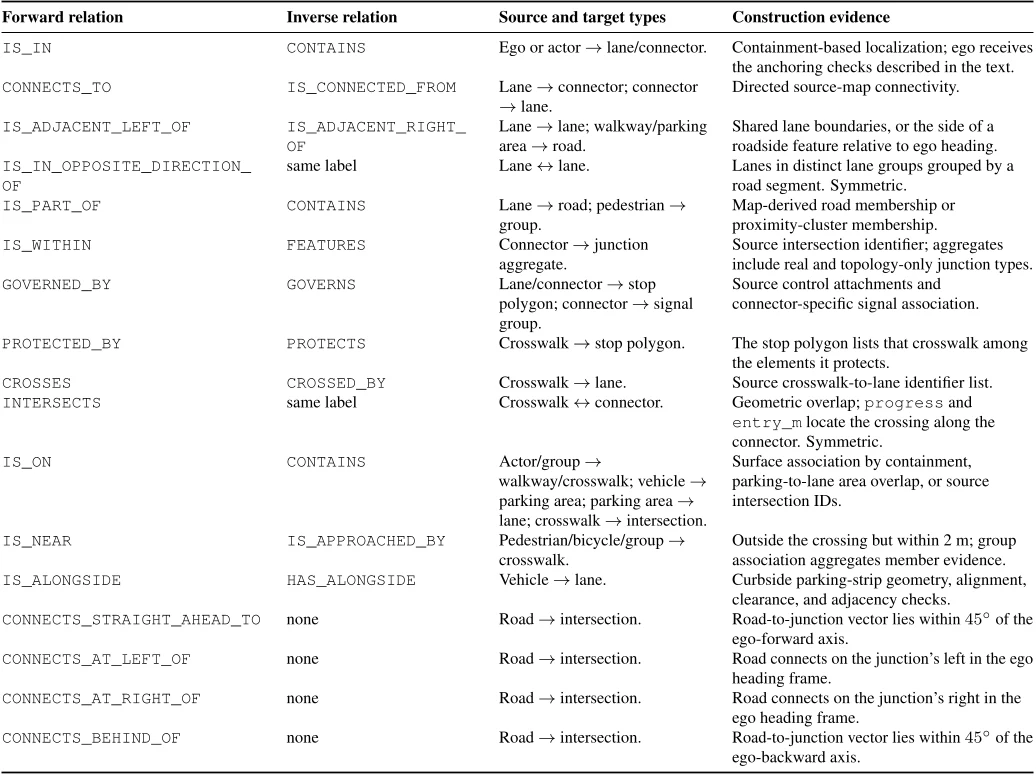 Forward relation Inverse relation Source and target types Construction evidence
IS_IN CONTAINS Ego or actor → lane/connector. Containment-based localization; ego receives
the anchoring checks described in the text.
CONNECTS_TO IS_CONNECTED_FROM Lane → connector; connector Directed source-map connectivity.
→ lane.
IS_ADJACENT_LEFT_OF IS_ADJACENT_RIGHT_ Lane → lane; walkway/parking Shared lane boundaries, or the side of a
OF area → road. roadside feature relative to ego heading.
IS_IN_OPPOSITE_DIRECTION_ same label Lane ↔ lane. Lanes in distinct lane groups grouped by a
OF road segment. Symmetric.
IS_PART_OF CONTAINS Lane → road; pedestrian → Map-derived road membership or
group. proximity-cluster membership.
IS_WITHIN FEATURES Connector → junction Source intersection identifier; aggregates
aggregate. include real and topology-only junction types.
GOVERNED_BY GOVERNS Lane/connector → stop Source control attachments and
polygon; connector → signal connector-specific signal association.
group.
PROTECTED_BY PROTECTS Crosswalk → stop polygon. The stop polygon lists that crosswalk among
the elements it protects.
CROSSES CROSSED_BY Crosswalk → lane. Source crosswalk-to-lane identifier list.
INTERSECTS same label Crosswalk ↔ connector. Geometric overlap; progress and
entry_m locate the crossing along the
connector. Symmetric.
IS_ON CONTAINS Actor/group → Surface association by containment,
walkway/crosswalk; vehicle → parking-to-lane area overlap, or source
parking area; parking area → intersection IDs.
lane; crosswalk → intersection.
IS_NEAR IS_APPROACHED_BY Pedestrian/bicycle/group → Outside the crossing but within 2 m; group
crosswalk. association aggregates member evidence.
IS_ALONGSIDE HAS_ALONGSIDE Vehicle → lane. Curbside parking-strip geometry, alignment,
clearance, and adjacency checks.
CONNECTS_STRAIGHT_AHEAD_TO none Road → intersection. Road-to-junction vector lies within 45° of the
ego-forward axis.
CONNECTS_AT_LEFT_OF none Road → intersection. Road connects on the junction's left in the ego
heading frame.
CONNECTS_AT_RIGHT_OF none Road → intersection. Road connects on the junction's right in the
ego heading frame.
CONNECTS_BEHIND_OF none Road → intersection. Road-to-junction vector lies within 45° of the
ego-backward axis.